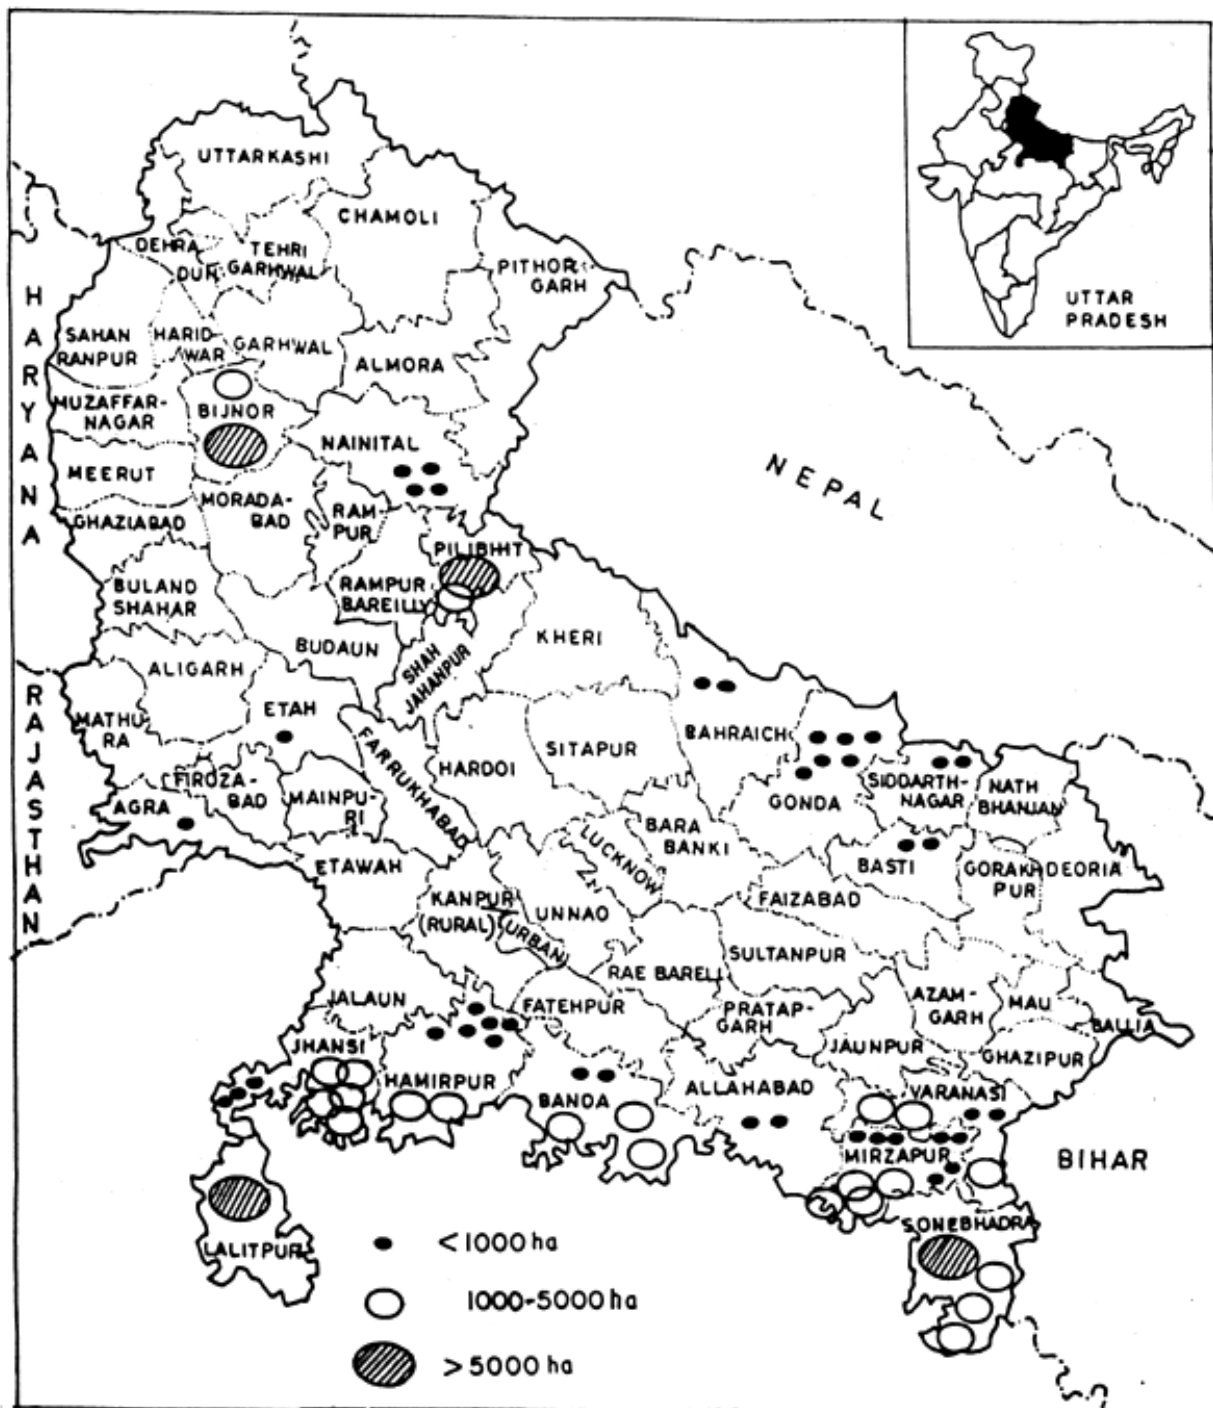 UTTARKASHI
CHAMOLI
DEHRA
DUN
TEHRI
GARHWAL
PITHOR-
GARH
UTTAR
PRADESH
HARYANA
SAHAN
RANPUR
HARID-
WAR
GARHWAL
ALMORA
MUZAFFAR-
NAGAR
BIJNOR
NAINITAL
MEERUT
NEPAL
MORADA-
BAD
RAM-
PUR
GHAZIABAD
PILIBHIT
BULAND
SHAHAR
RAMPUR
BAREILLY
KHERI
BUDAUN
SHAH
JAHANPUR
ALIGARH
RAJASTHAN
MATHU-
RA
ETAH
FARRUKHABAD
HARDOI
SITAPUR
BAHRAICH
FIROZA-
BAD
AGRA
MAINPU-
RI
GONDA
SIDDARTH-
NAGAR
NATH
BHANJAN
LUCKNOW
BARA
BANKI
ETAWAH
BASTI
GORAKH
PUR
DEORIA
KANPUR
(RURAL)
(URBAN)
UNNAO
FAIZABAD
RAE BARELI
SULTANPUR
JALAUN
FATEHPUR
PRATAP-
GARH
AZAM-
GARH
MAU
BALLIA
JHANSI
JAUNPUR
GHAZIPUR
HAMIRPUR
BANDA
ALLAHABAD
VARANASI
MIRZAPUR
BIHAR
SONEBHADRA
LALITPUR
<1000 ha
1000-5000 ha
>5000 ha